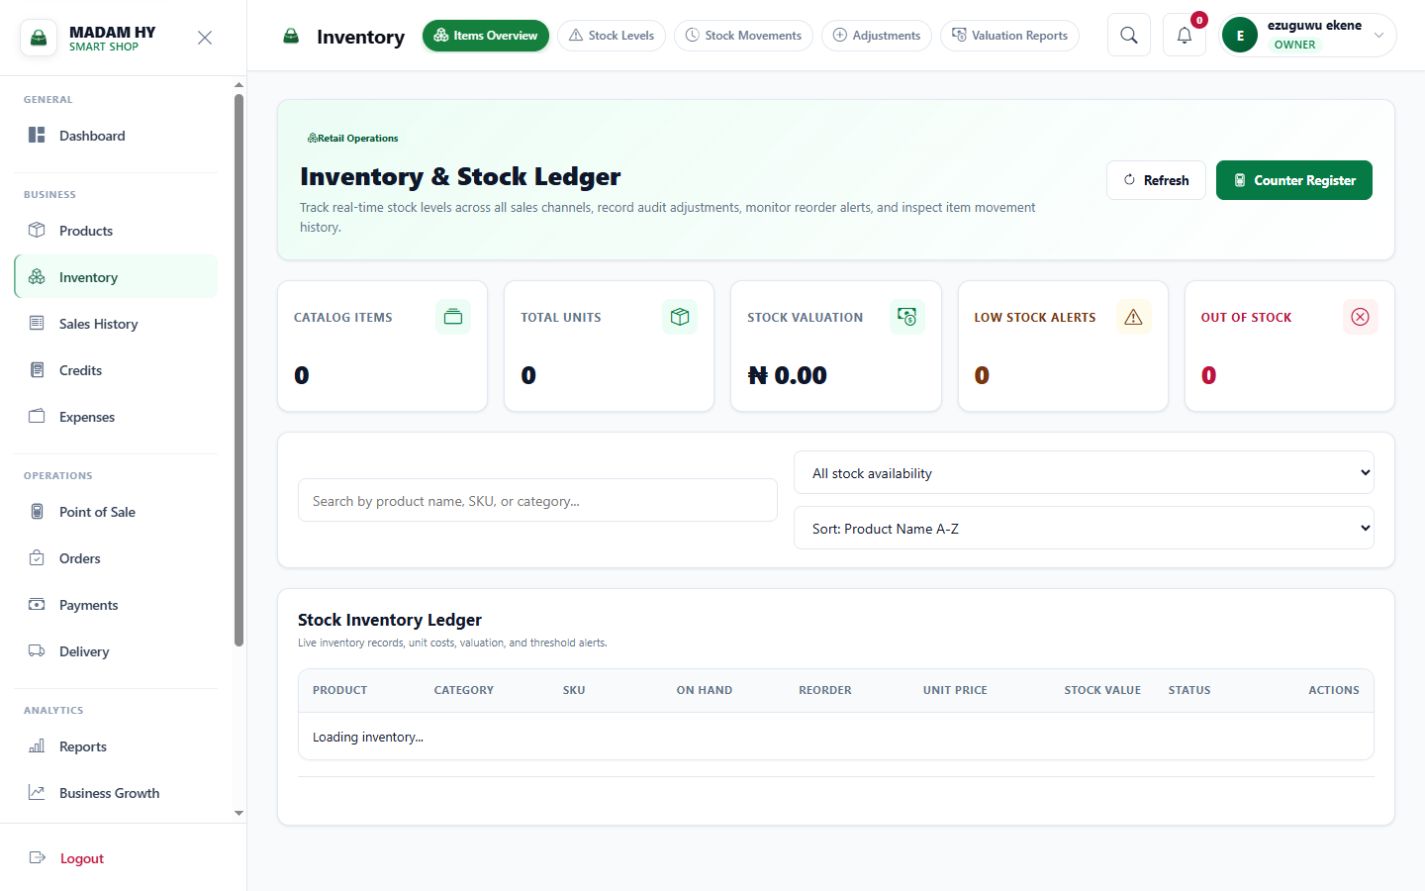 MADAM HY
SMART SHOP
GENERAL
Dashboard
BUSINESS
Products
Inventory
Sales History
Credits
Expenses
OPERATIONS
Point of Sale
Orders
Payments
Delivery
ANALYTICS
Reports
Business Growth
Logout
Inventory
Items Overview
Stock Levels
Stock Movements
Adjustments
Valuation Reports
0
E
ezuguwu ekene
OWNER
Retail Operations
Inventory & Stock Ledger
Track real-time stock levels across all sales channels, record audit adjustments, monitor reorder alerts, and inspect item movement
history.
Refresh
Counter Register
CATALOG ITEMS
0
TOTAL UNITS
0
STOCK VALUATION
₦ 0.00
LOW STOCK ALERTS
0
OUT OF STOCK
0
Search by product name, SKU, or category...
All stock availability
Sort: Product Name A-Z
Stock Inventory Ledger
Live inventory records, unit costs, valuation, and threshold alerts.
PRODUCT CATEGORY SKU ON HAND REORDER UNIT PRICE STOCK VALUE STATUS ACTIONS
Loading inventory...